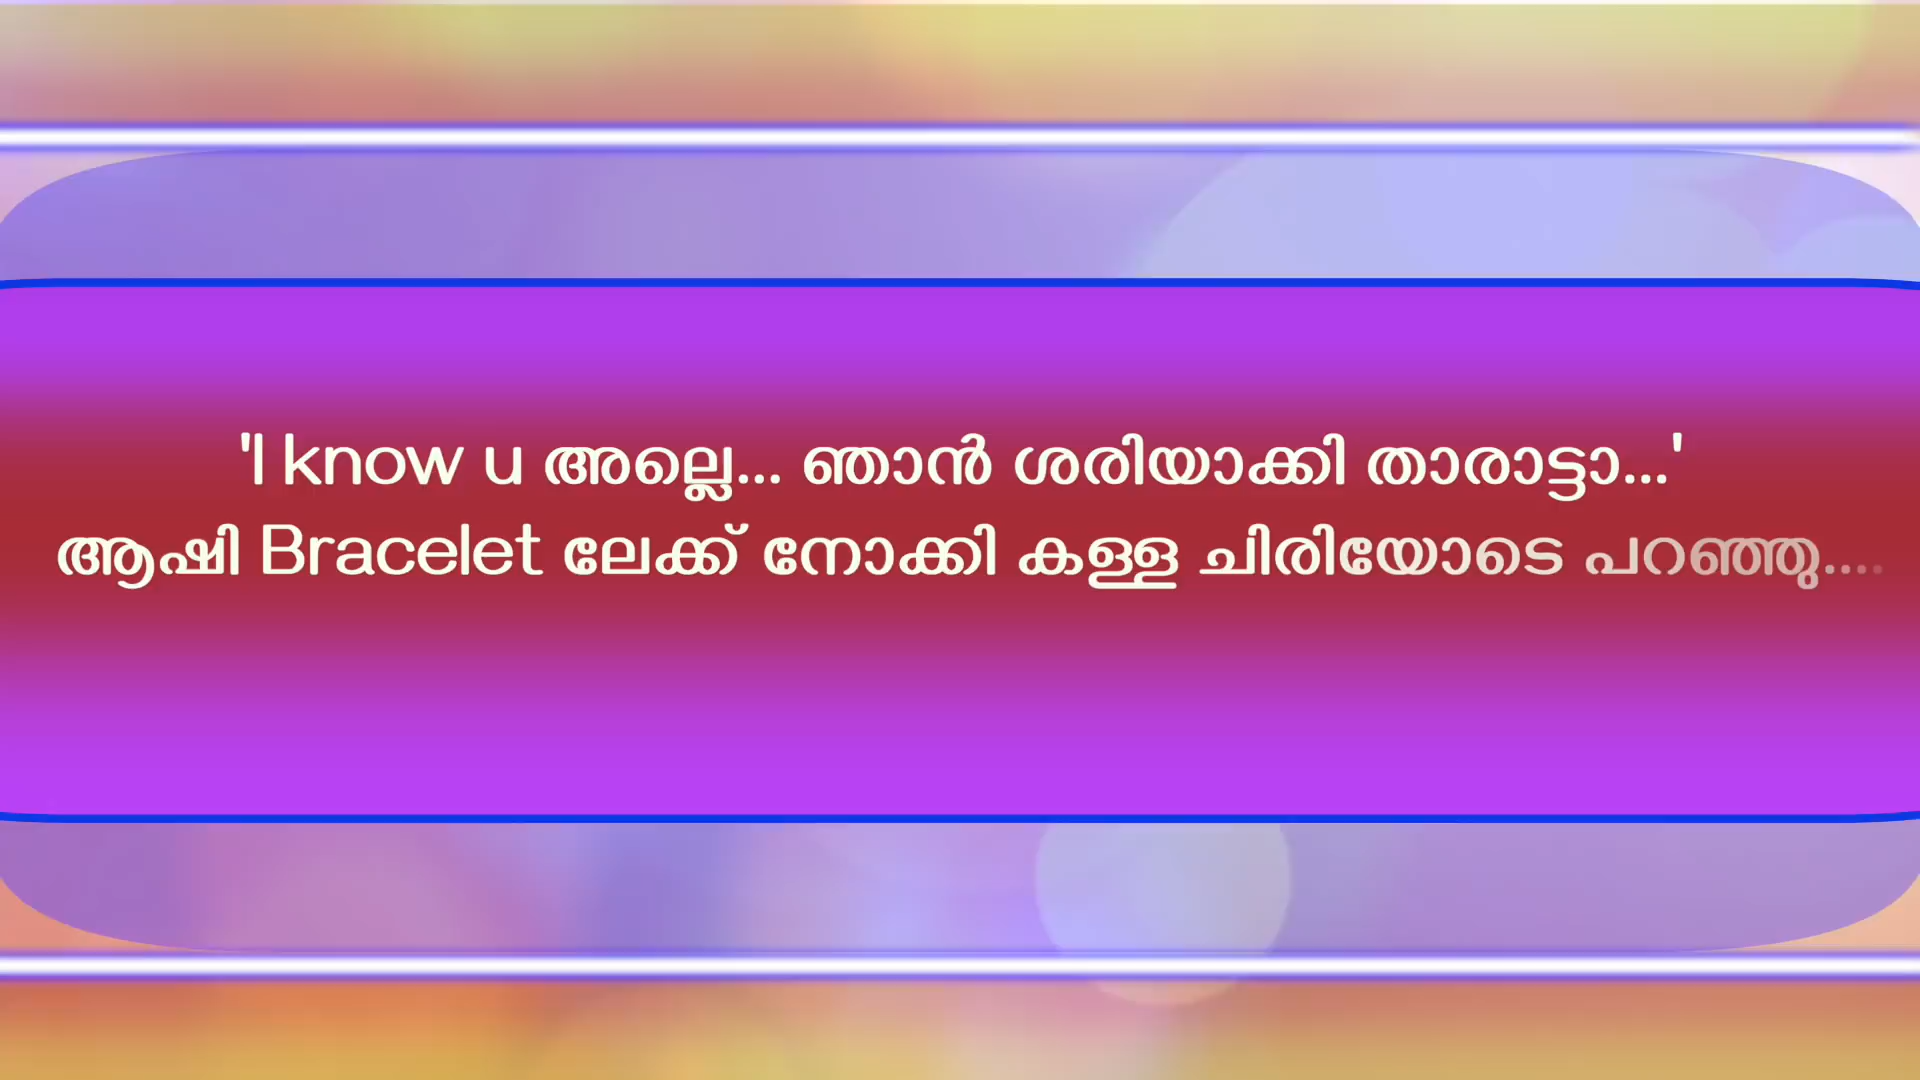 'I know u അല്ലെ... ഞാൻ ശരിയാക്കി താരാട്ടാ...'
ആഷി Bracelet ലേക്ക് നോക്കി കള്ള ചിരിയോടെ പറഞ്ഞു....